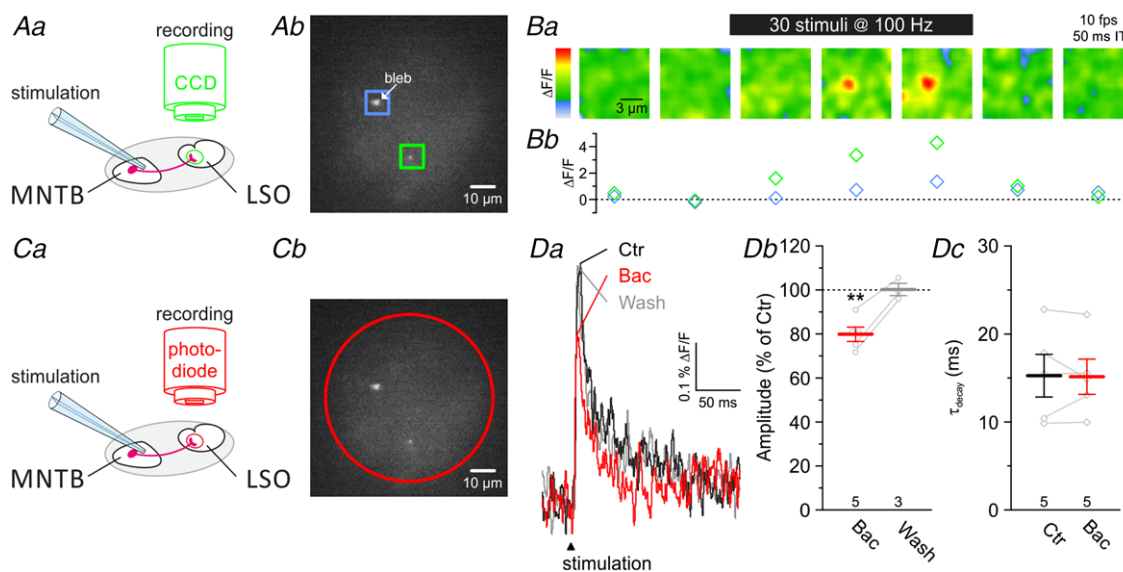 Aa
recording
CCD
stimulation
MNTB
LSO
Ab
bleb
10 µm
Ba
30 stimuli @ 100 Hz
10 fps
50 ms IT
ΔF/F
3 µm
Bb
ΔF/F
4
2
0
Ca
recording
photo-
diode
stimulation
MNTB
LSO
Cb
10 µm
Da
Ctr
Bac
Wash
0.1 % ΔF/F
50 ms
stimulation
Db
Amplitude (% of Ctr)
120
100
80
60
40
20
0
**
5
3
Bac
Wash
Dc
τdecay (ms)
30
20
10
0
5
5
Ctr
Bac